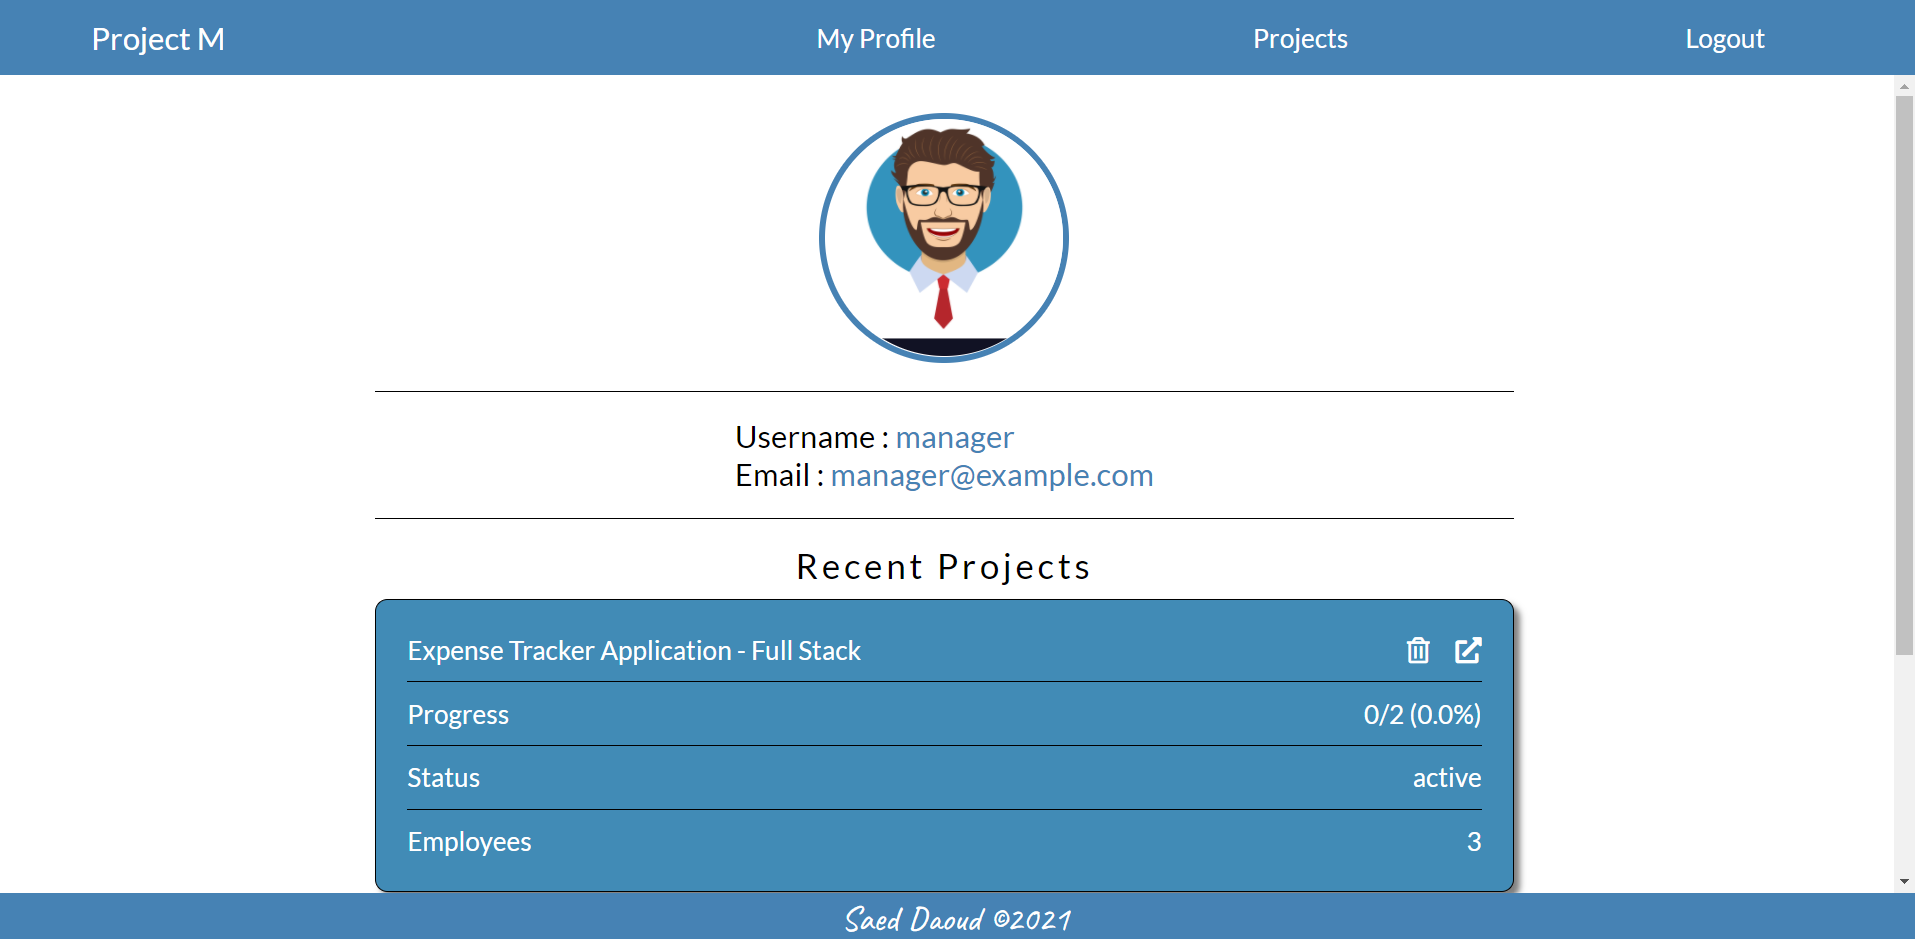 Project M My Profile Projects Logout
Username : manager
Email : manager@example.com
Recent Projects
Expense Tracker Application - Full Stack
Progress 0/2 (0.0%)
Status active
Employees 3
Saed Daoud ©2021